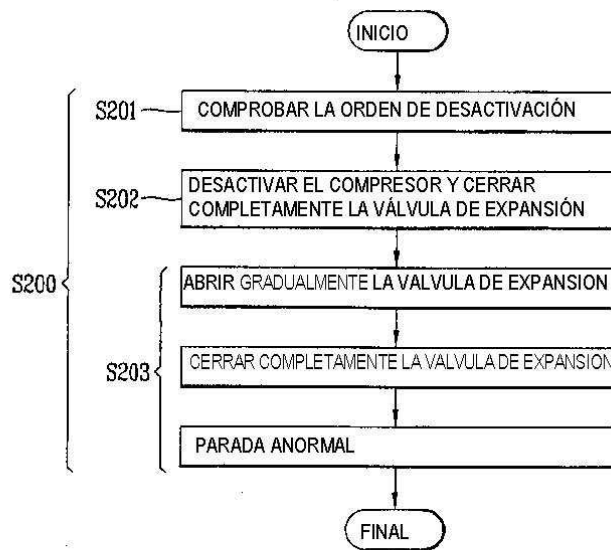 INICIO
S201
COMPROBAR LA ORDEN DE DESACTIVACIÓN
S202
DESACTIVAR EL COMPRESOR Y CERRAR
COMPLETAMENTE LA VÁLVULA DE EXPANSIÓN
S200
ABRIR GRADUALMENTE LA VALVULA DE EXPANSION
S203
CERRAR COMPLETAMENTE LA VALVULA DE EXPANSION
PARADA ANORMAL
FINAL